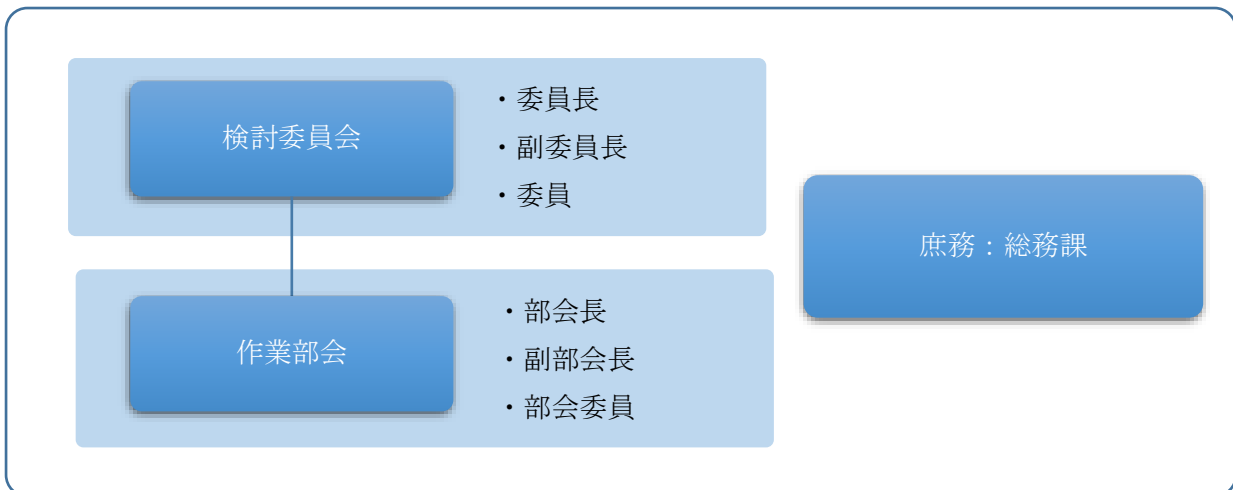 検討委員会
・委員長
・副委員長
・委員
庶務：総務課
作業部会
・部会長
・副部会長
・部会委員